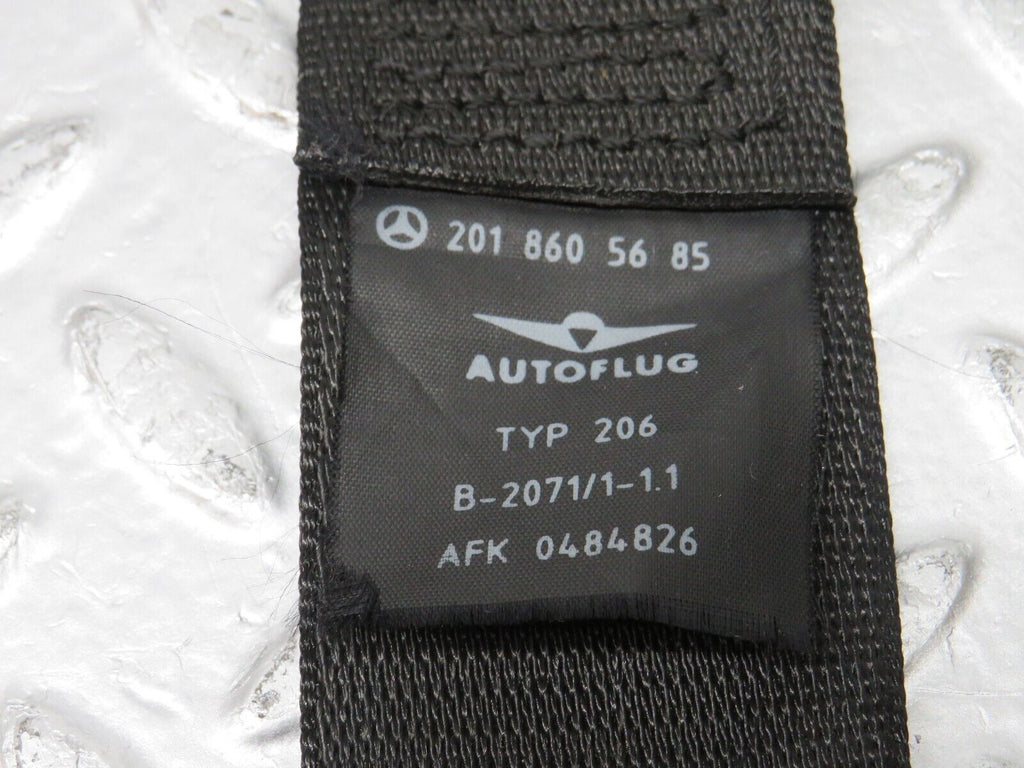 201 860 56 85
AUTOFLUG
TYP 206
B-2071/1-1.1
AFK 0484826